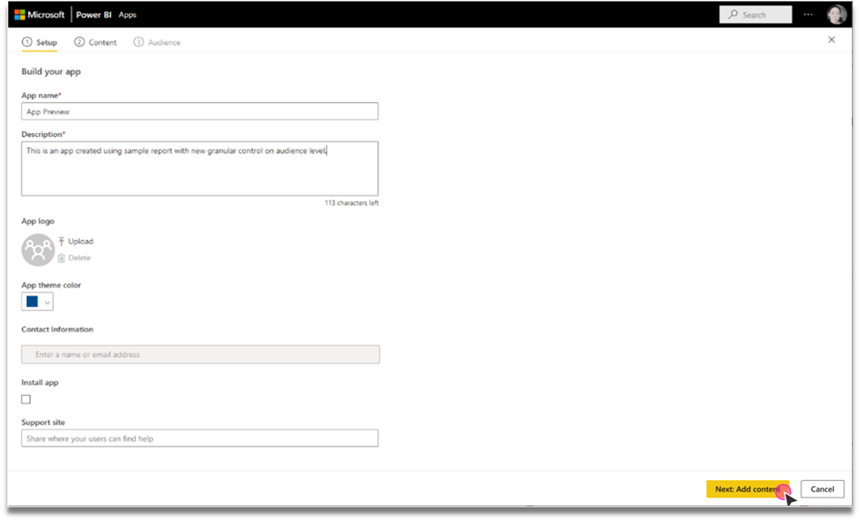 Microsoft Power BI Apps Search ...
1 Setup 2 Content 3 Audience
Build your app
App name*
App Preview
Description*
This is an app created using sample report with new granular control on audience level.
113 characters left
App logo
Upload
Delete
App theme color
Contact Information
Enter a name or email address
Install app
Support site
Share where your users can find help
Next: Add content Cancel